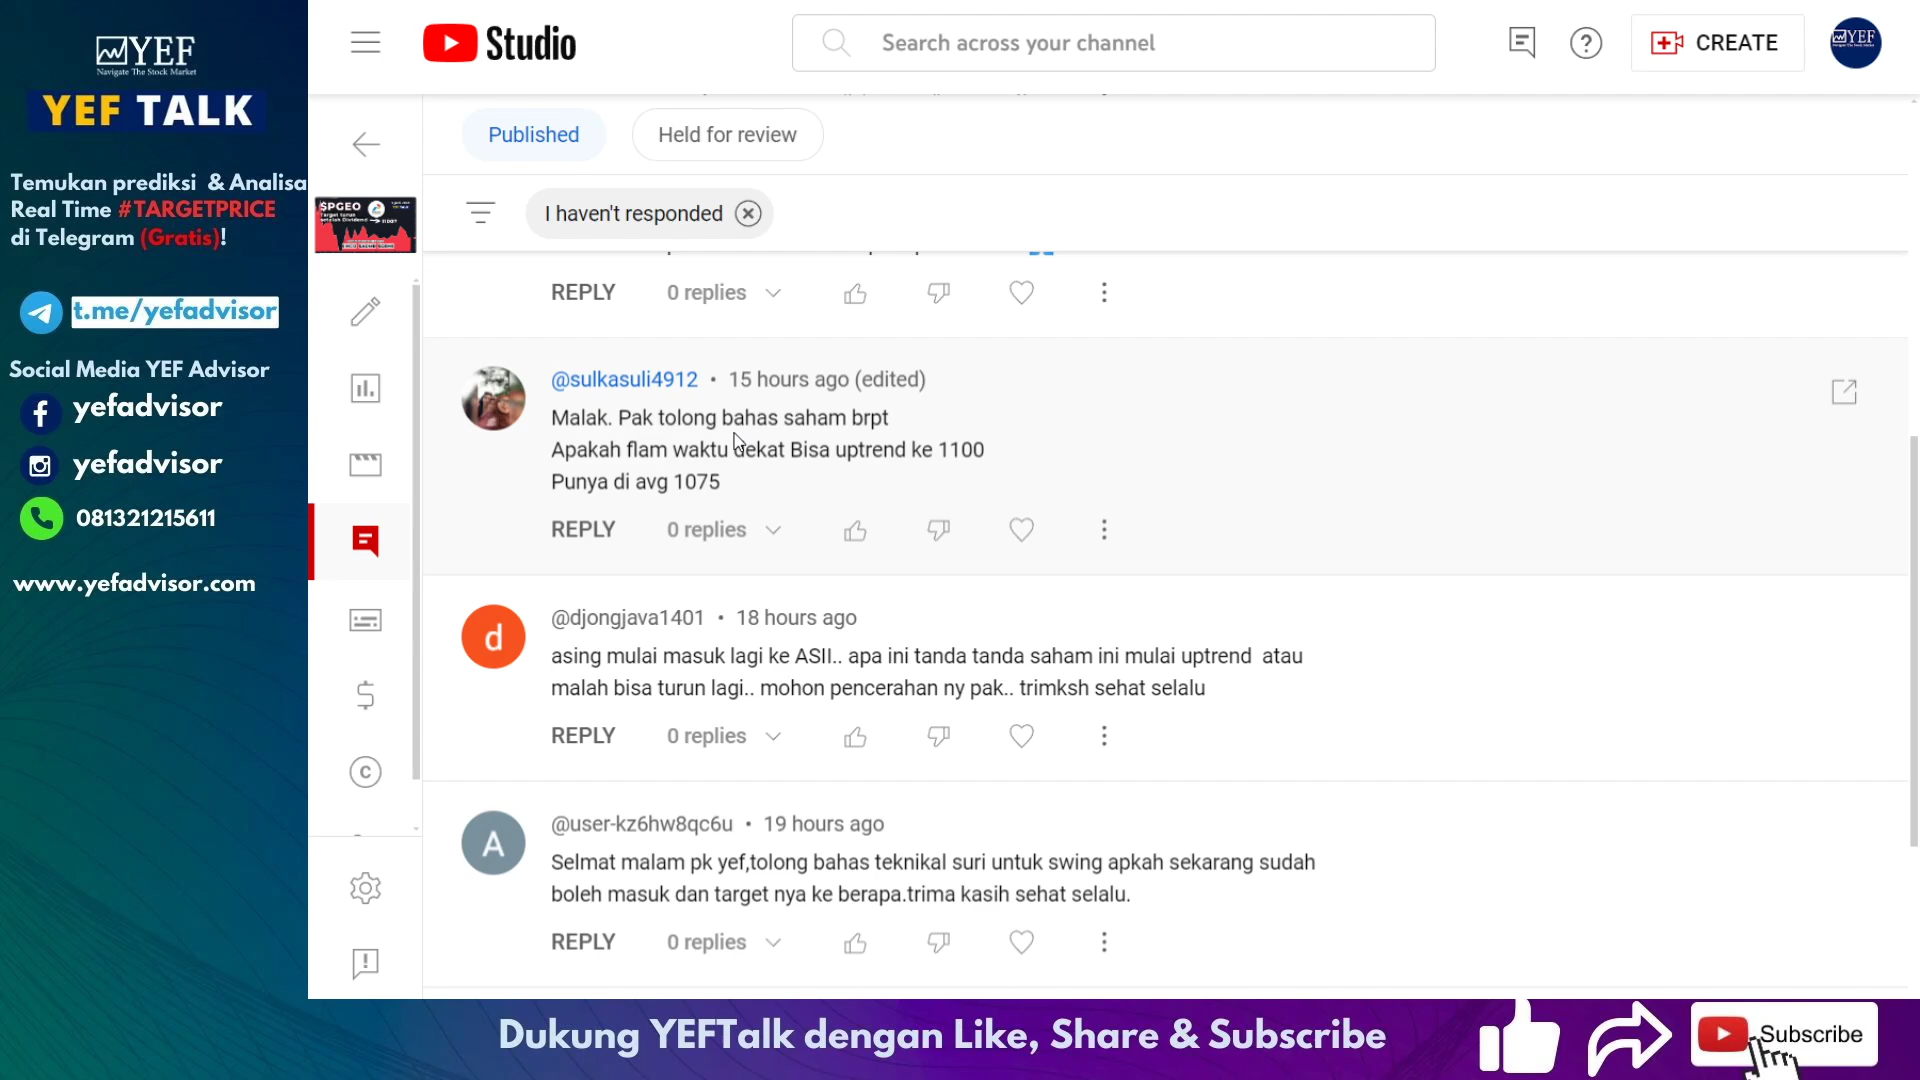 YEF
Navigate The Stock Market
YEF TALK
Temukan prediksi & Analisa
Real Time #TARGETPRICE
di Telegram (Gratis)!
t.me/yefadvisor
Social Media YEF Advisor
yefadvisor
yefadvisor
081321215611
www.yefadvisor.com
Studio
Search across your channel
CREATE
YEF
Published
Held for review
$PGEO
I haven't responded
REPLY 0 replies
@sulkasuli4912 • 15 hours ago (edited)
Malak. Pak tolong bahas saham brpt
Apakah flam waktu dekat Bisa uptrend ke 1100
Punya di avg 1075
REPLY 0 replies
d
@djongjava1401 • 18 hours ago
asing mulai masuk lagi ke ASII.. apa ini tanda tanda saham ini mulai uptrend atau
malah bisa turun lagi.. mohon pencerahan ny pak.. trimksh sehat selalu
REPLY 0 replies
A
@user-kz6hw8qc6u • 19 hours ago
Selmat malam pk yef,tolong bahas teknikal suri untuk swing apkah sekarang sudah
boleh masuk dan target nya ke berapa.trima kasih sehat selalu.
REPLY 0 replies
Dukung YEFTalk dengan Like, Share & Subscribe
Subscribe